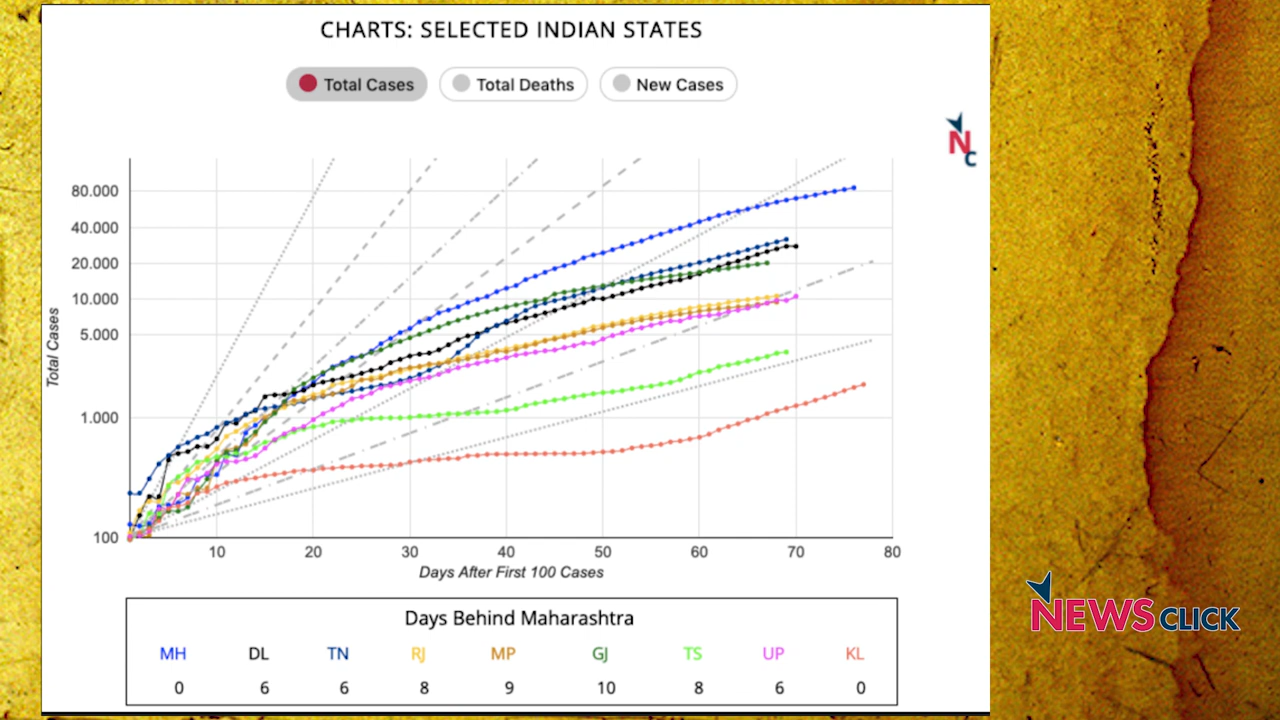 CHARTS: SELECTED INDIAN STATES
Total Cases Total Deaths New Cases
N
C
80.000
40.000
20.000
10.000
5.000
1.000
100
Total Cases
10 20 30 40 50 60 70 80
Days After First 100 Cases
Days Behind Maharashtra
MH DL TN RJ MP GJ TS UP KL
0 6 6 8 9 10 8 6 0
NEWSCLICK